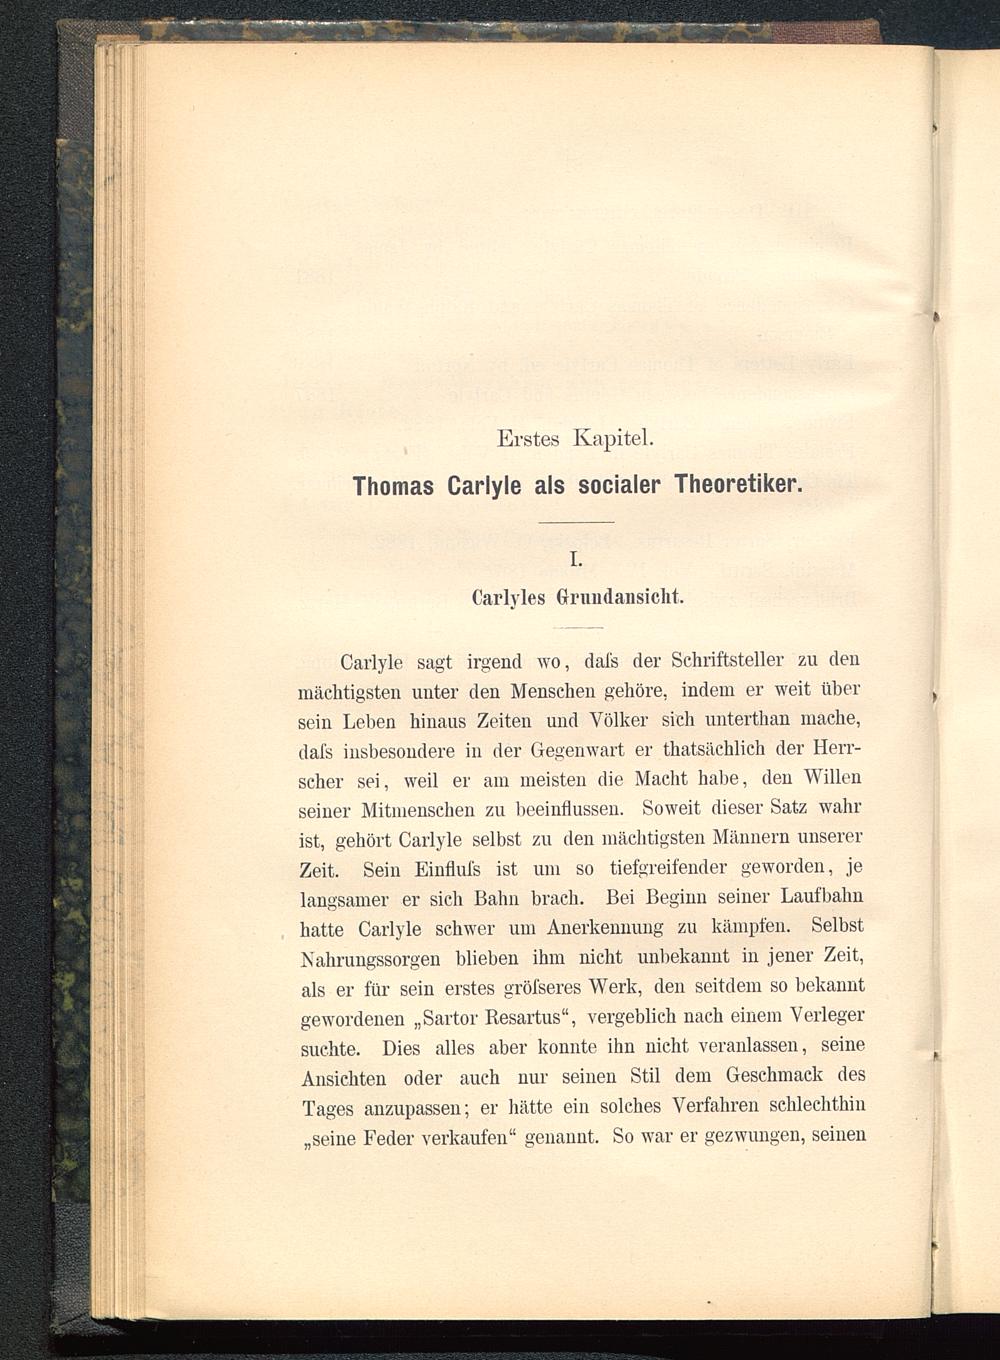 Erstes Kapitel.
Thomas Carlyle als socialer Theoretiker.
I.
Carlyles Grundansicht.
Carlyle sagt irgend wo, daſs der Schriftsteller zu den
mächtigsten unter den Menschen gehöre, indem er weit über
sein Leben hinaus Zeiten und Völker sich unterthan mache,
daſs insbesondere in der Gegenwart er thatsächlich der Herr-
scher sei, weil er am meisten die Macht habe, den Willen
seiner Mitmenschen zu beeinflussen. Soweit dieser Satz wahr
ist, gehört Carlyle selbst zu den mächtigsten Männern unserer
Zeit. Sein Einfluſs ist um so tiefgreifender geworden, je
langsamer er sich Bahn brach. Bei Beginn seiner Laufbahn
hatte Carlyle schwer um Anerkennung zu kämpfen. Selbst
Nahrungssorgen blieben ihm nicht unbekannt in jener Zeit,
als er für sein erstes gröſseres Werk, den seitdem so bekannt
gewordenen „Sartor Resartus“, vergeblich nach einem Verleger
suchte. Dies alles aber konnte ihn nicht veranlassen, seine
Ansichten oder auch nur seinen Stil dem Geschmack des
Tages anzupassen; er hätte ein solches Verfahren schlechthin
„seine Feder verkaufen“ genannt. So war er gezwungen, seinen